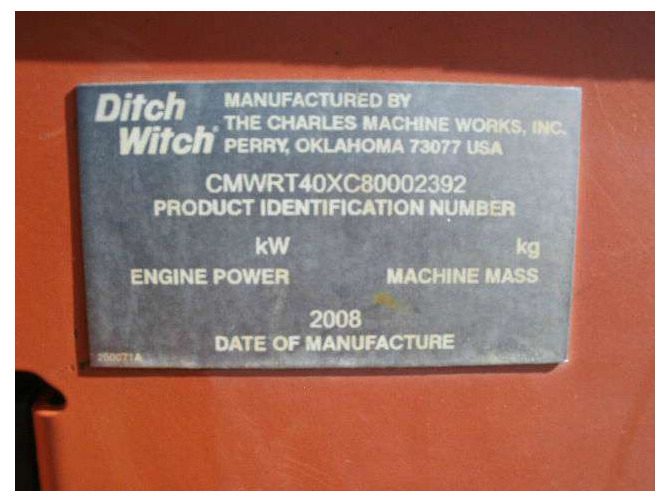 Ditch Witch
MANUFACTURED BY
THE CHARLES MACHINE WORKS, INC.
PERRY, OKLAHOMA 73077 USA
CMWRT40XC80002392
PRODUCT IDENTIFICATION NUMBER
kW kg
ENGINE POWER MACHINE MASS
2008
DATE OF MANUFACTURE
250071A